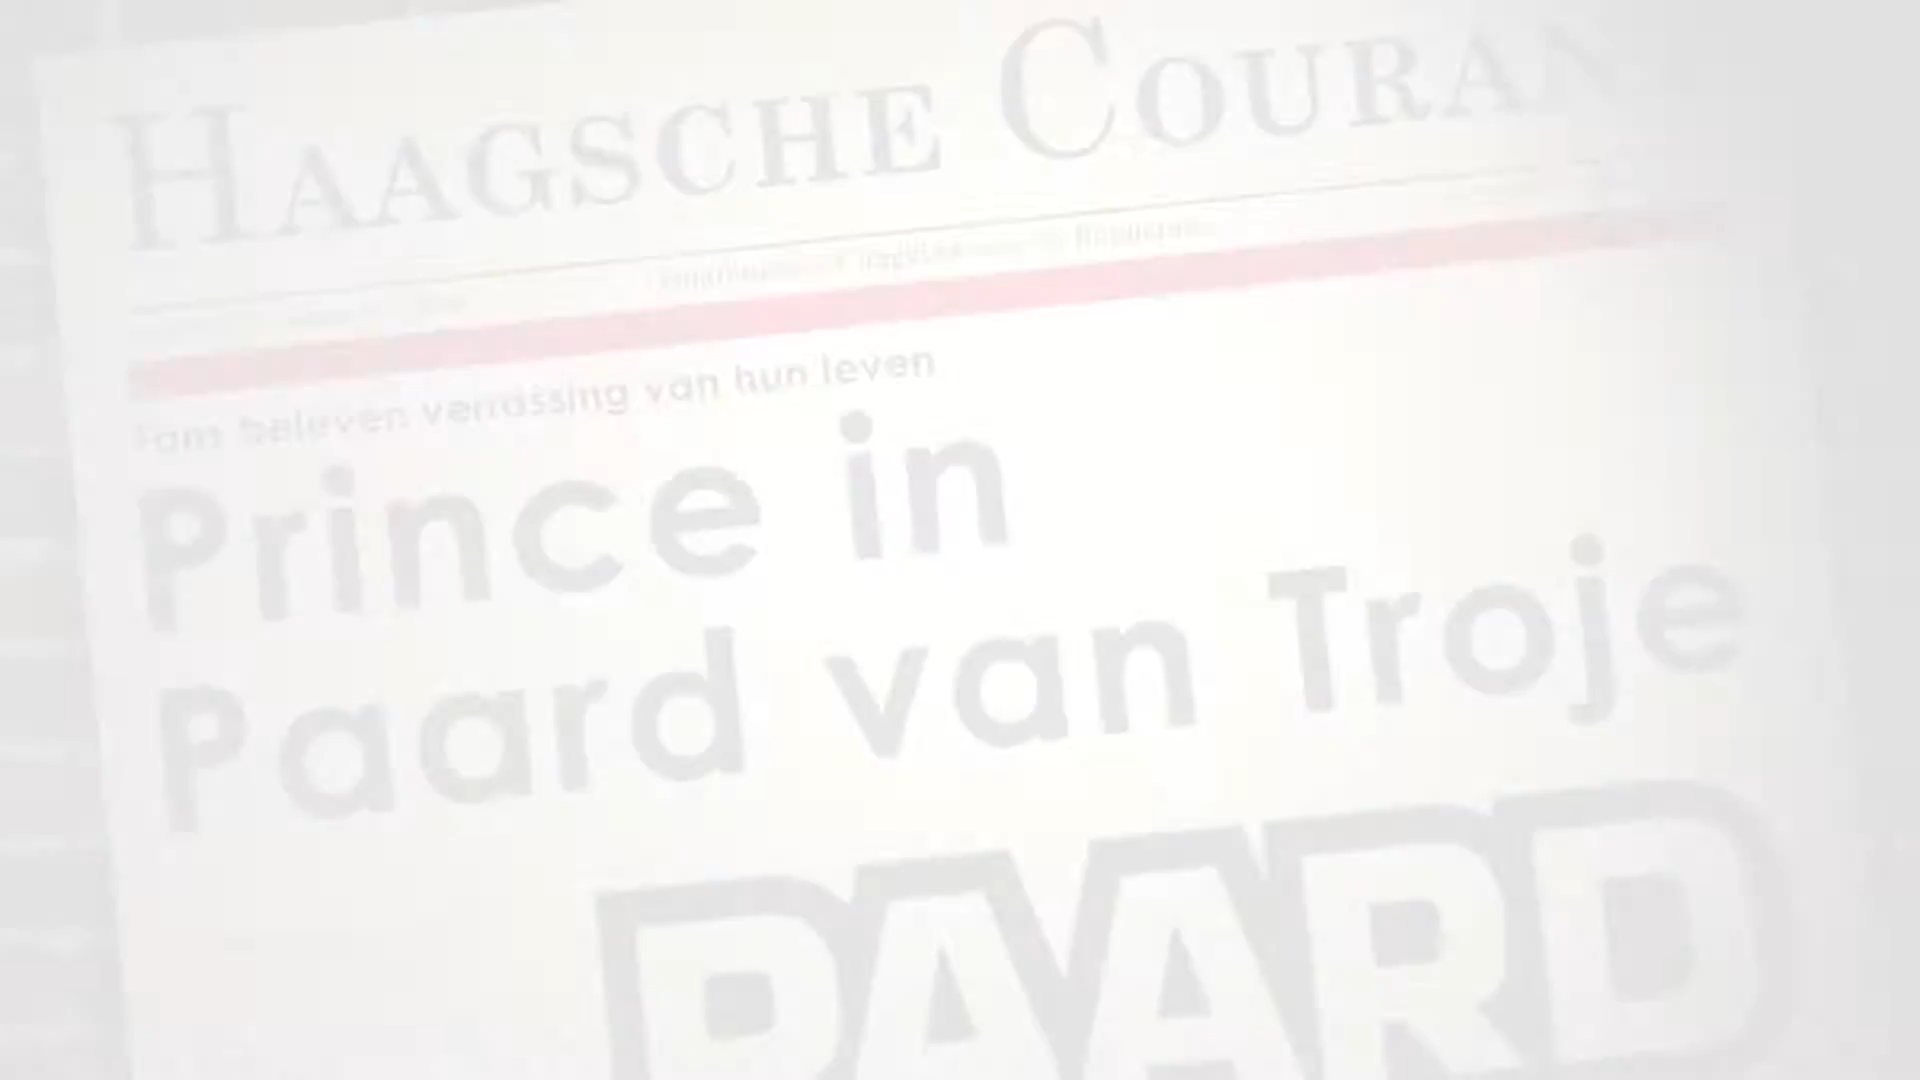 HAAGSCHE COURAN
Fans beleven verrassing van hun leven
Prince in
Paard van Troje
PAARD